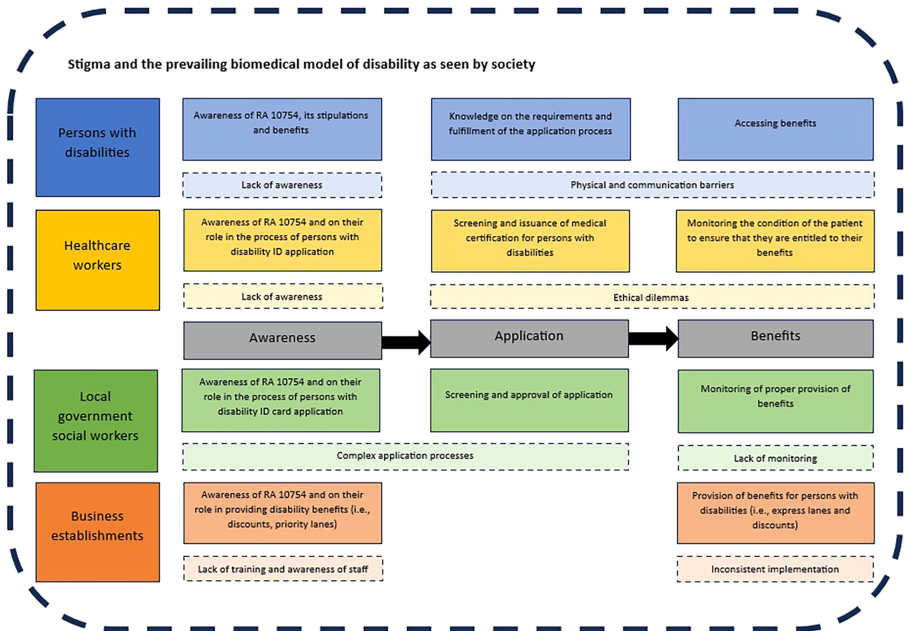 Stigma and the prevailing biomedical model of disability as seen by society
Persons with
disabilities
Awareness of RA 10754, its stipulations
and benefits
Knowledge on the requirements and
fulfillment of the application process
Accessing benefits
Lack of awareness
Physical and communication barriers
Healthcare
workers
Awareness of RA 10754 and on their
role in the process of persons with
disability ID application
Screening and issuance of medical
certification for persons with
disabilities
Monitoring the condition of the patient
to ensure that they are entitled to their
benefits
Lack of awareness
Ethical dilemmas
Awareness
Application
Benefits
Local
government
social workers
Awareness of RA 10754 and on their
role in the process of persons with
disability ID card application
Screening and approval of application
Monitoring of proper provision of
benefits
Complex application processes
Lack of monitoring
Business
establishments
Awareness of RA 10754 and on their
role in providing disability benefits (i.e.,
discounts, priority lanes)
Provision of benefits for persons with
disabilities (i.e., express lanes and
discounts)
Lack of training and awareness of staff
Inconsistent implementation